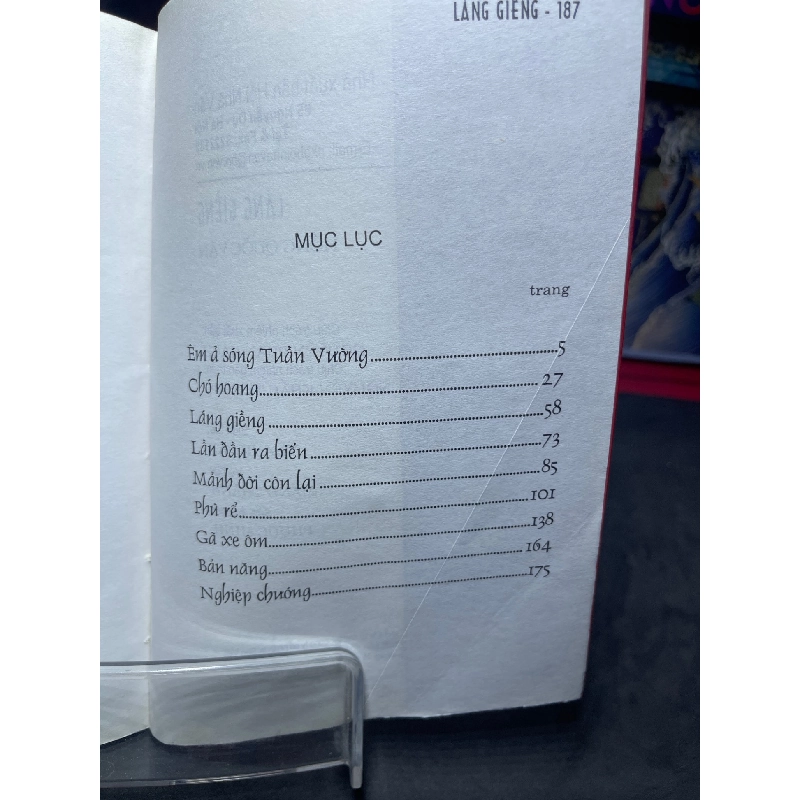 LÁNG GIỀNG - 187
MỤC LỤC
trang
Êm ả sóng Tuần Vường 5
Chó hoang 27
Láng giềng 58
Lần đầu ra biển 73
Mảnh đời còn lại 85
Phù rể 101
Gã xe ôm 138
Bản năng 164
Nghiệp chướng 175